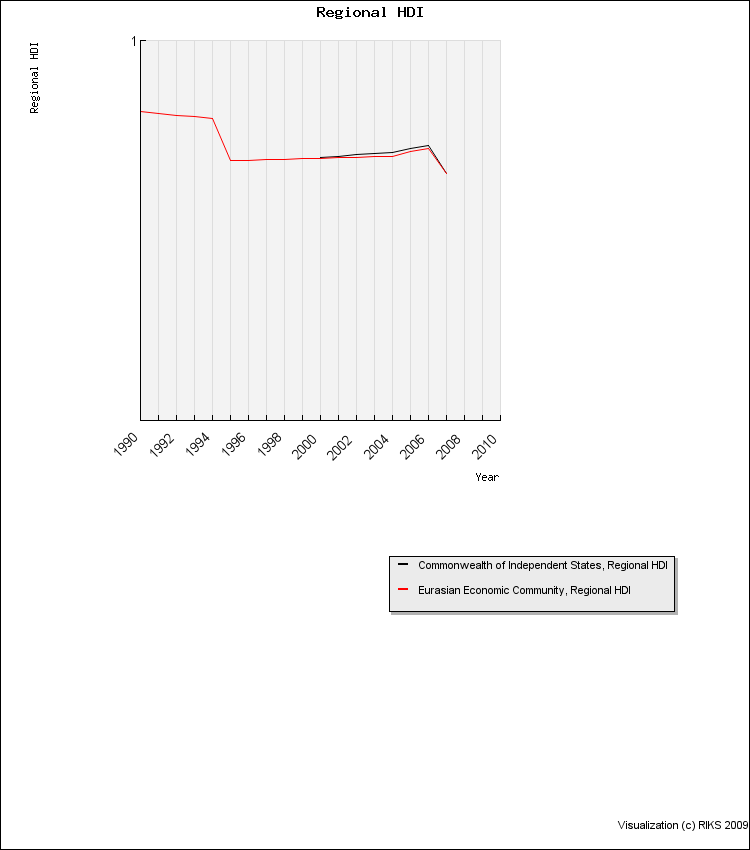 Regional HDI
Regional HDI
1
1990 1992 1994 1996 1998 2000 2002 2004 2006 2008 2010
Year
Commonwealth of Independent States, Regional HDI
Eurasian Economic Community, Regional HDI
Visualization (c) RIKS 2009